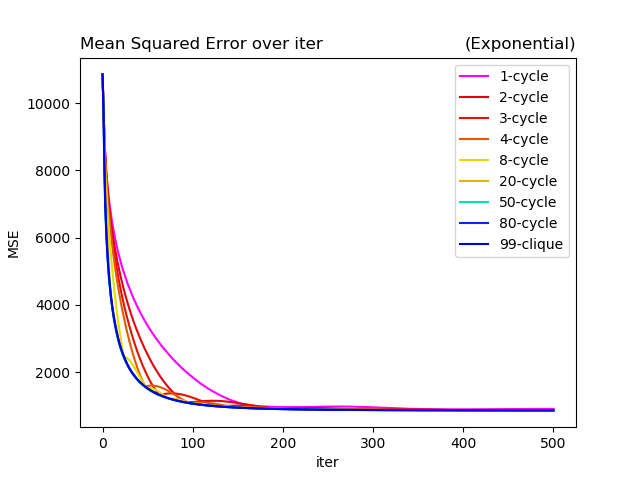 Mean Squared Error over iter (Exponential)
1-cycle
2-cycle
3-cycle
4-cycle
8-cycle
20-cycle
50-cycle
80-cycle
99-clique
10000
8000
6000
4000
2000
MSE
0 100 200 300 400 500
iter